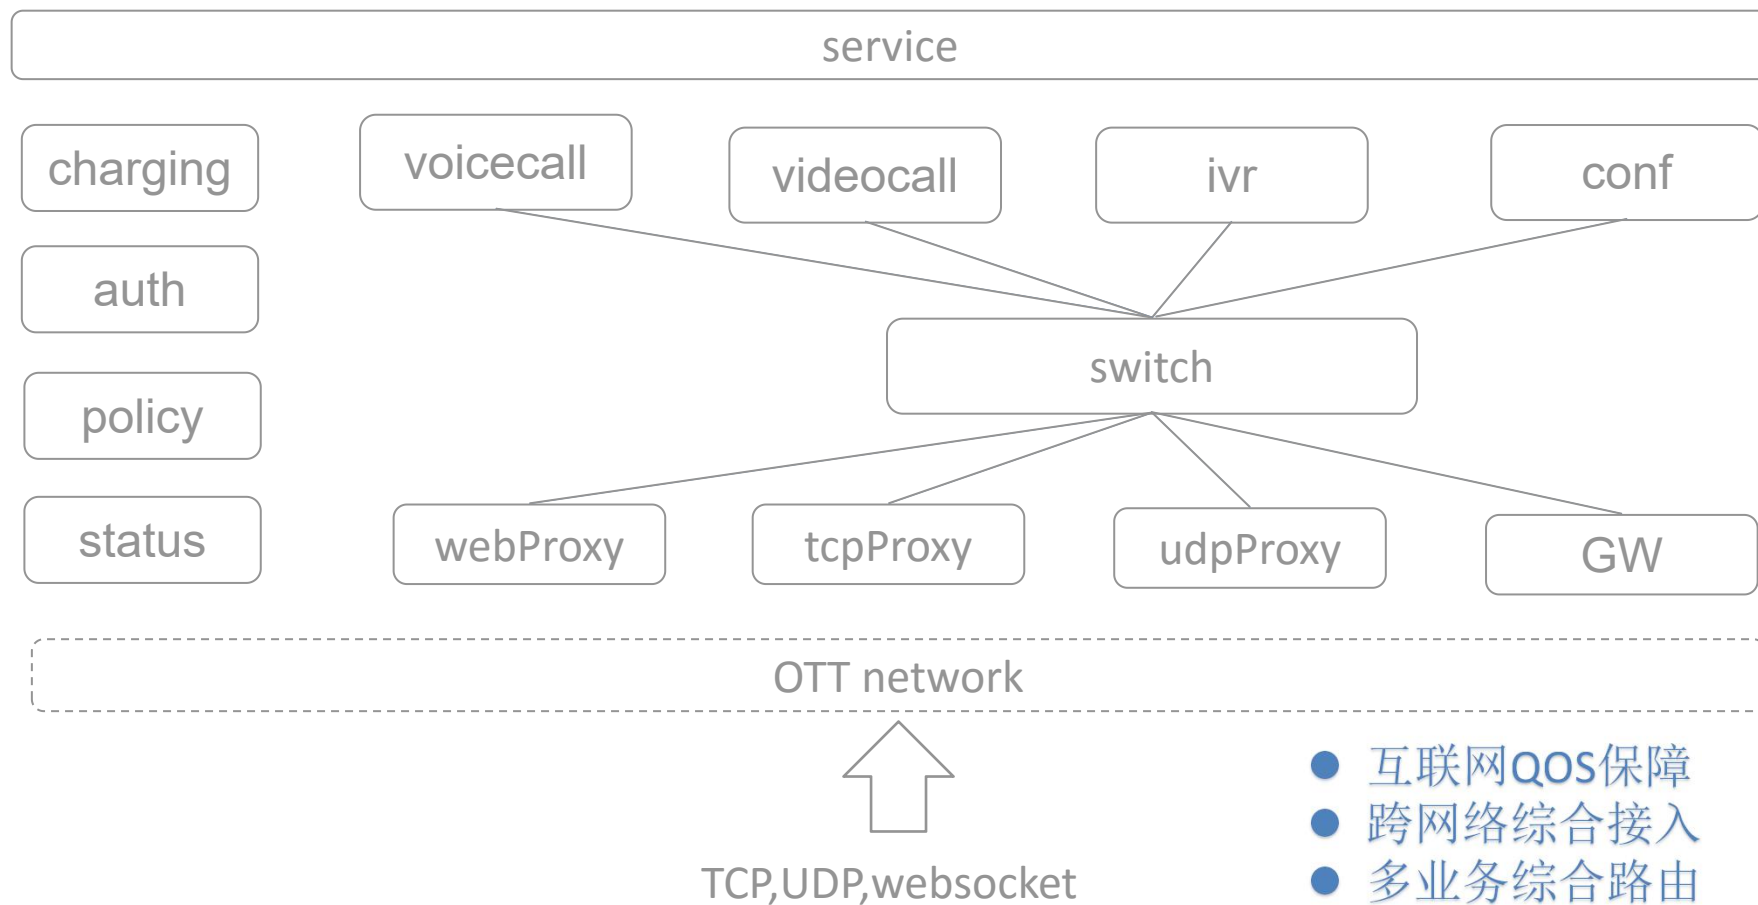 service
charging
voicecall
videocall
ivr
conf
auth
switch
policy
status
webProxy
tcpProxy
udpProxy
GW
OTT network
TCP,UDP,websocket
互联网QOS保障
跨网络综合接入
多业务综合路由